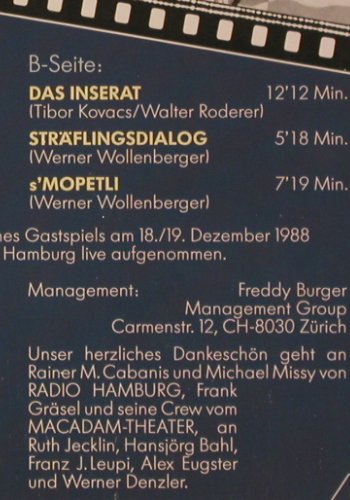 B-Seite:
DAS INSERAT 12'12 Min.
(Tibor Kovacs/Walter Roderer)
STRÄFLINGSDIALOG 5'18 Min.
(Werner Wollenberger)
s'MOPETLI 7'19 Min.
(Werner Wollenberger)
nes Gastspiels am 18./19. Dezember 1988
Hamburg live aufgenommen.
Management: Freddy Burger
Management Group
Carmenstr. 12, CH-8030 Zürich
Unser herzliches Dankeschön geht an
Rainer M. Cabanis und Michael Missy von
RADIO HAMBURG, Frank
Gräsel und seine Crew vom
MACADAM-THEATER, an
Ruth Jecklin, Hansjörg Bahl,
Franz J. Leupi, Alex Eugster
und Werner Denzler.